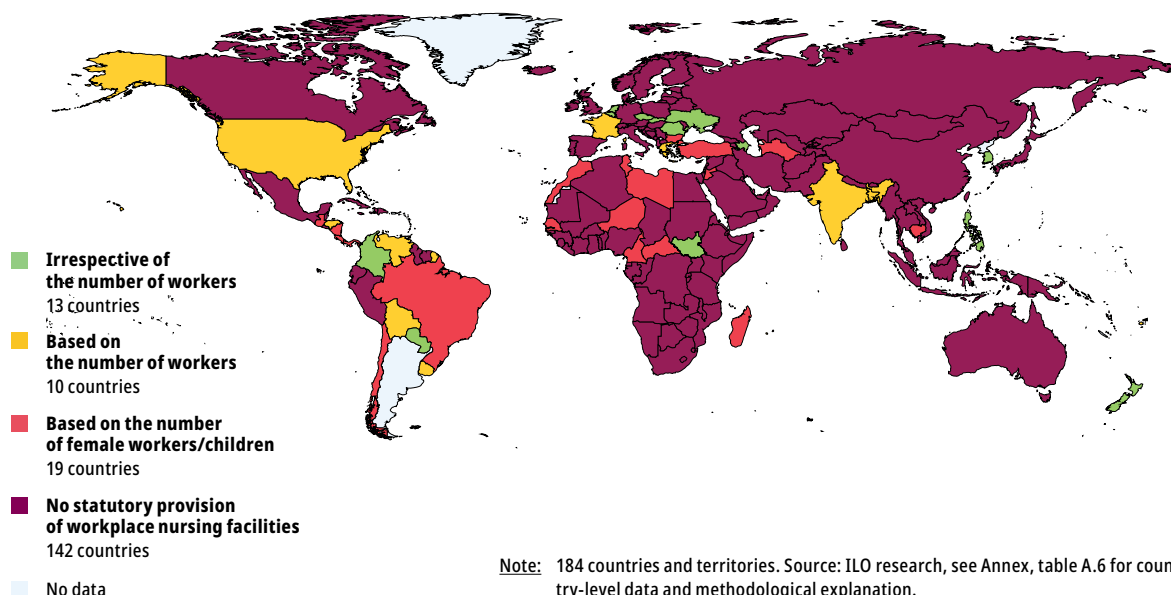 Irrespective of
the number of workers
13 countries
Based on
the number of workers
10 countries
Based on the number
of female workers/children
19 countries
No statutory provision
of workplace nursing facilities
142 countries
No data
Note: 184 countries and territories. Source: ILO research, see Annex, table A.6 for coun
try-level data and methodological explanation.